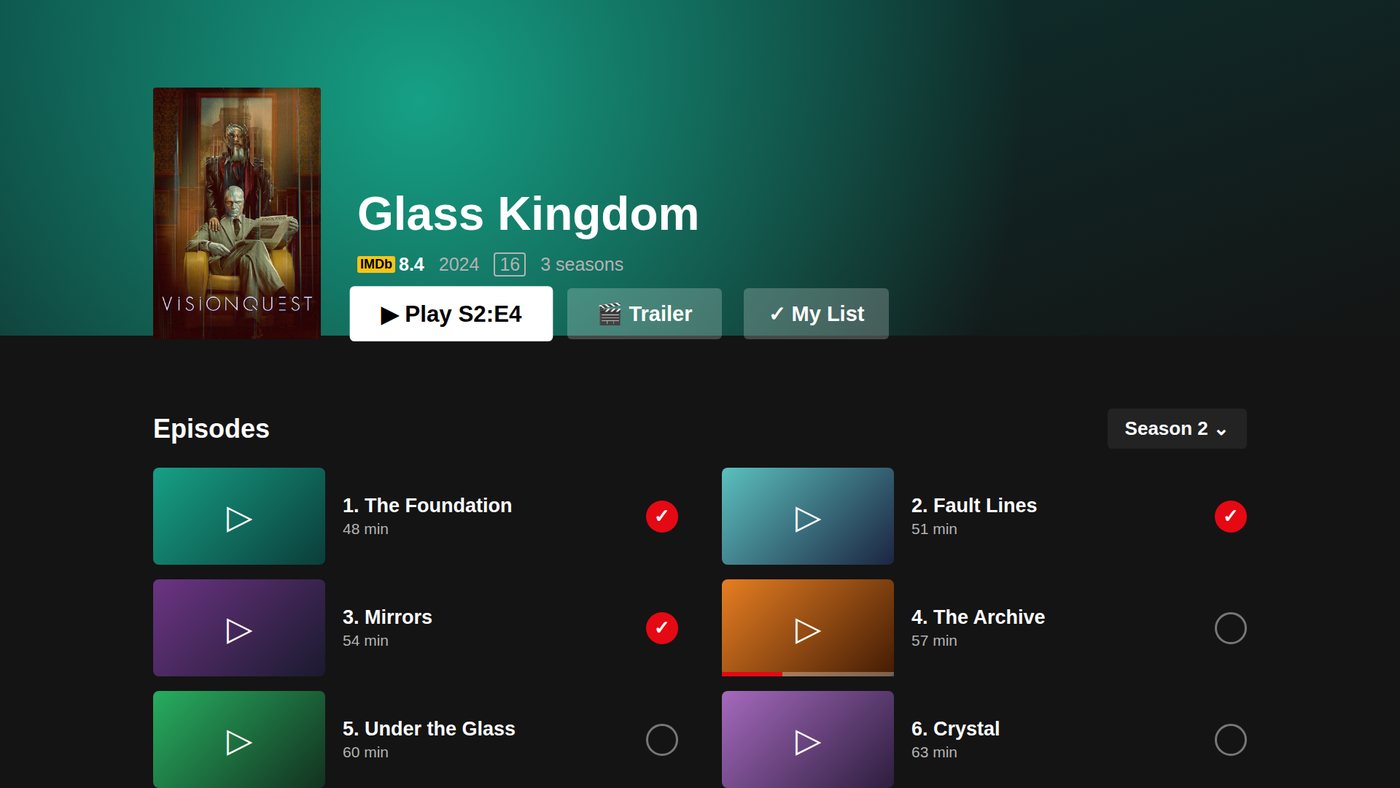 VISIONQUEST
Glass Kingdom
IMDb 8.4 2024 16 3 seasons
▶ Play S2:E4
🎬 Trailer
✓ My List
Episodes
Season 2
1. The Foundation
48 min
2. Fault Lines
51 min
3. Mirrors
54 min
4. The Archive
57 min
5. Under the Glass
60 min
6. Crystal
63 min